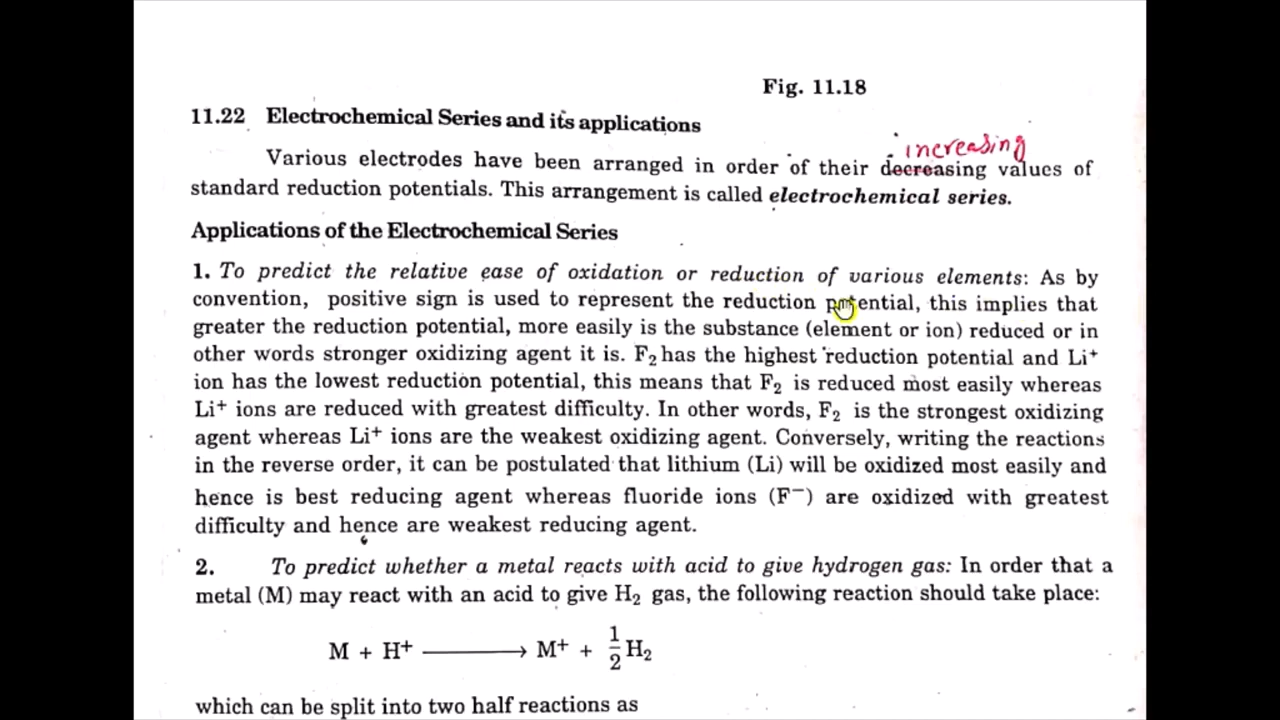 Fig. 11.18
11.22 Electrochemical Series and its applications
increasing
Various electrodes have been arranged in order of their decreasing values of
standard reduction potentials. This arrangement is called electrochemical series.
Applications of the Electrochemical Series
1. To predict the relative ease of oxidation or reduction of various elements: As by
convention, positive sign is used to represent the reduction potential, this implies that
greater the reduction potential, more easily is the substance (element or ion) reduced or in
other words stronger oxidizing agent it is. F₂ has the highest reduction potential and Li⁺
ion has the lowest reduction potential, this means that F₂ is reduced most easily whereas
Li⁺ ions are reduced with greatest difficulty. In other words, F₂ is the strongest oxidizing
agent whereas Li⁺ ions are the weakest oxidizing agent. Conversely, writing the reactions
in the reverse order, it can be postulated that lithium (Li) will be oxidized most easily and
hence is best reducing agent whereas fluoride ions (F⁻) are oxidized with greatest
difficulty and hence are weakest reducing agent.
2. To predict whether a metal reacts with acid to give hydrogen gas: In order that a
metal (M) may react with an acid to give H₂ gas, the following reaction should take place:
M + H⁺ ⟶ M⁺ + 1/2 H₂
which can be split into two half reactions as